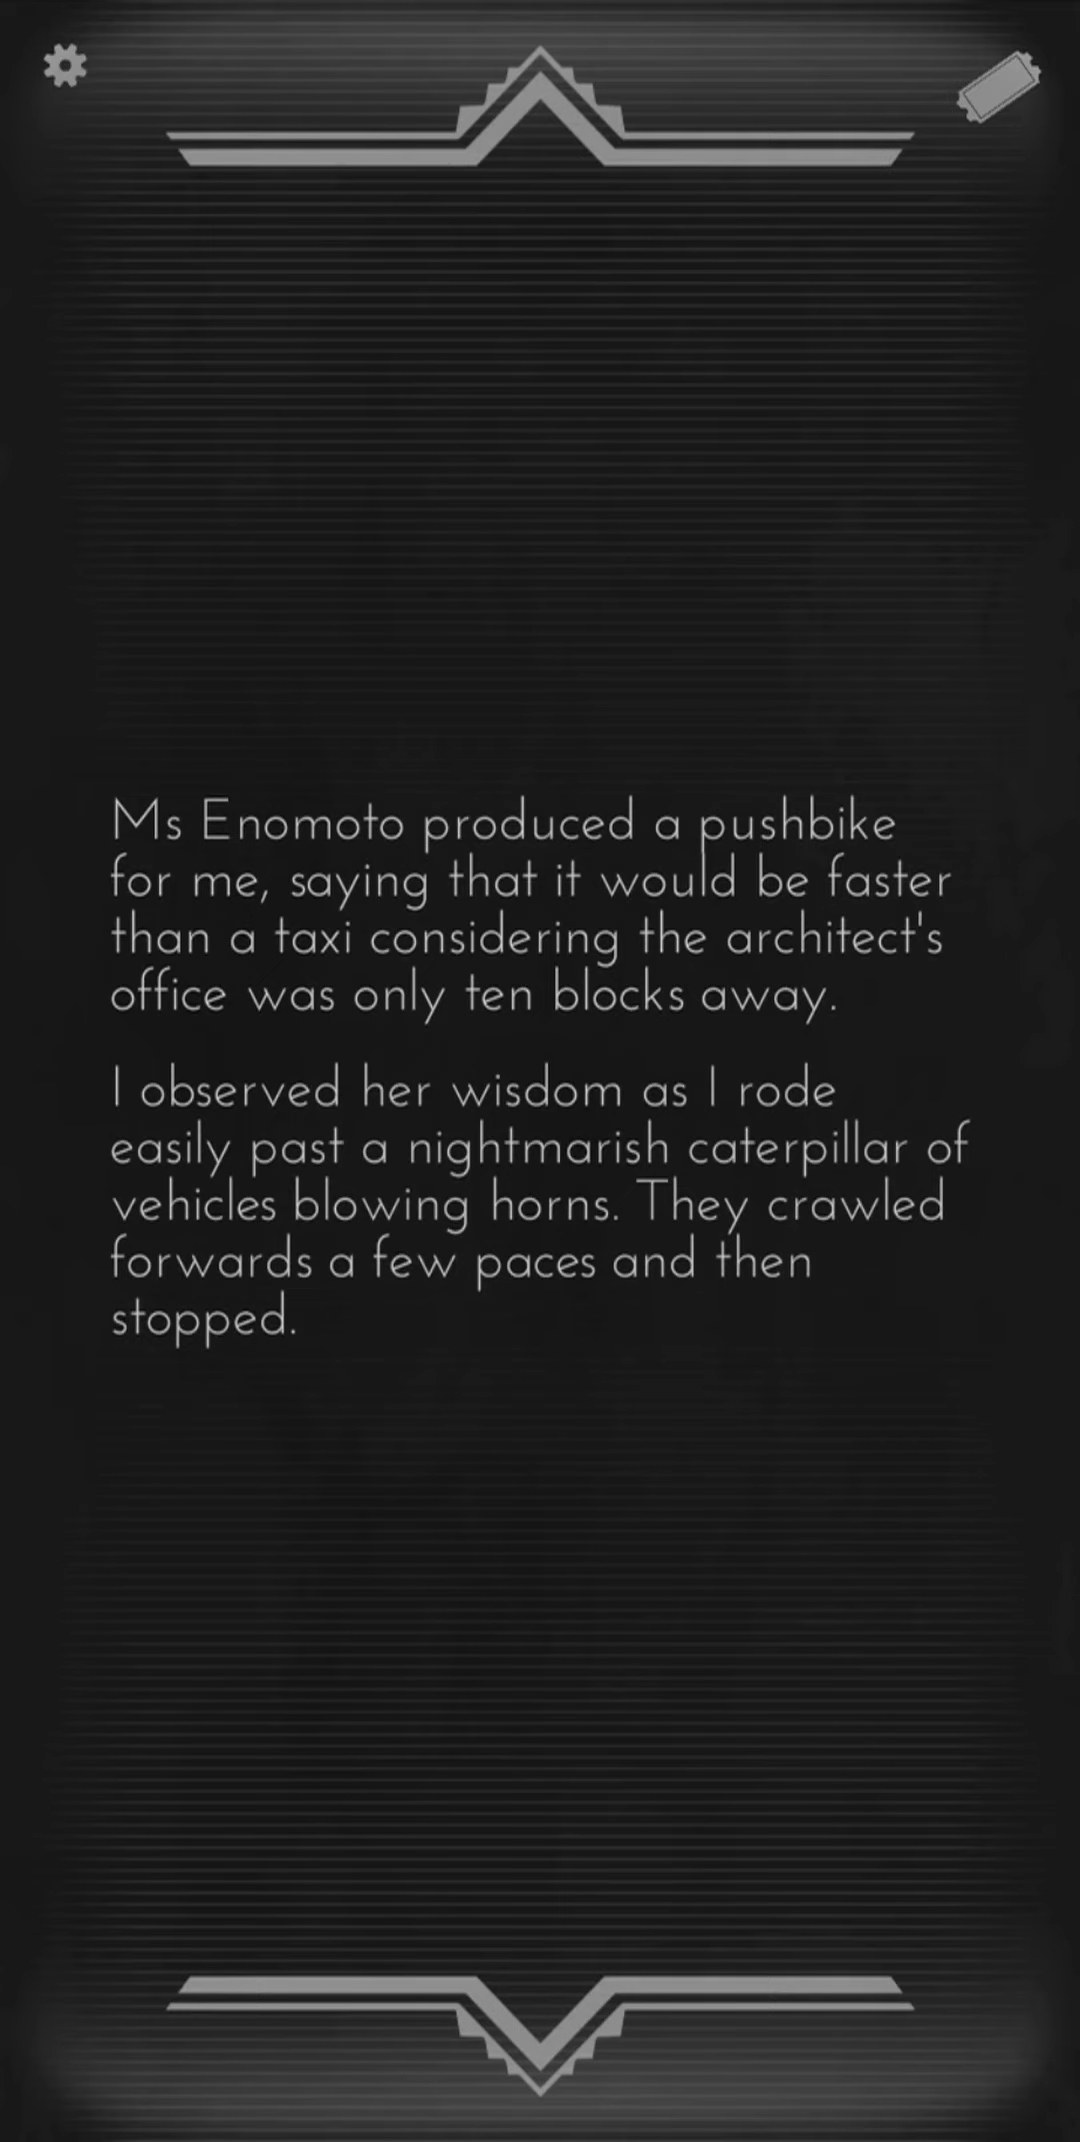 Ms Enomoto produced a pushbike
for me, saying that it would be faster
than a taxi considering the architect's
office was only ten blocks away.
I observed her wisdom as I rode
easily past a nightmarish caterpillar of
vehicles blowing horns. They crawled
forwards a few paces and then
stopped.